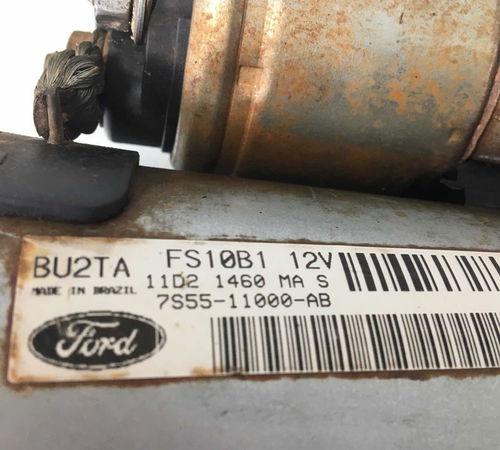 BU2TA FS10B1 12V
MADE IN BRAZIL 11D2 1460 MA S
7S55-11000-AB
Ford